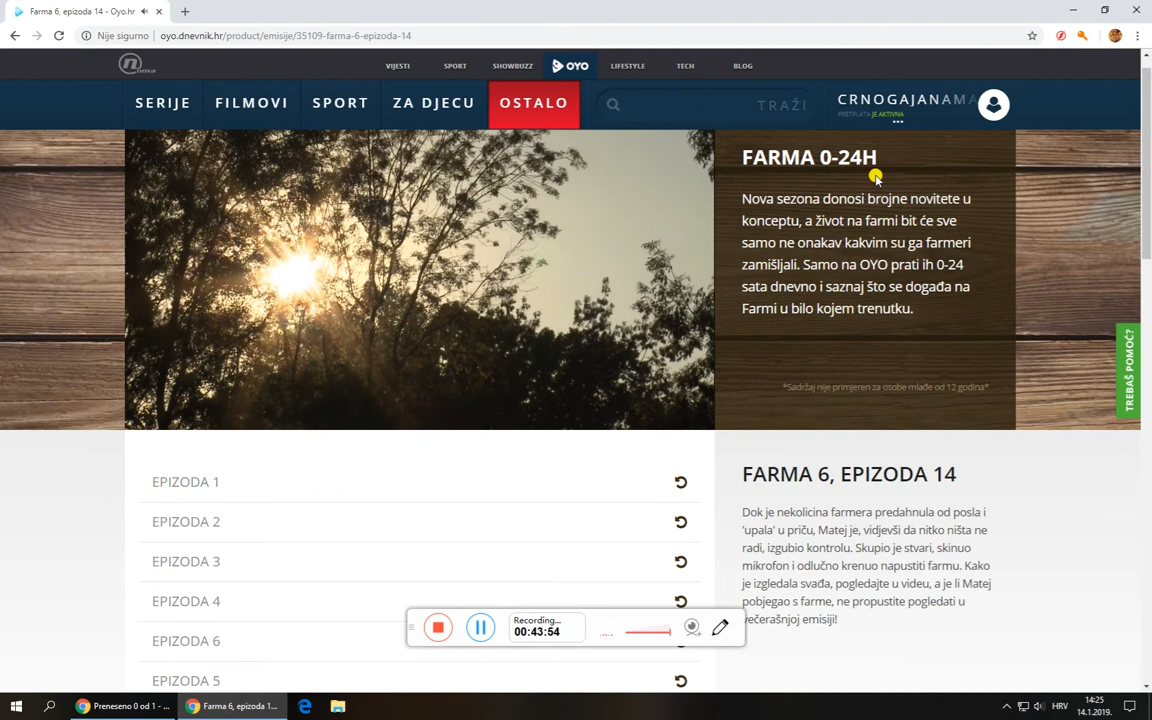 Farma 6, epizoda 14 - Oyo.hr
Nije sigurno
oyo.dnevnik.hr/product/emisije/35109-farma-6-epizoda-14
nova
VIJESTI
SPORT
SHOWBUZZ
OYO
LIFESTYLE
TECH
BLOG
SERIJE
FILMOVI
SPORT
ZA DJECU
OSTALO
TRAŽI
CRNOGAJANAMA
PRETPLATA JE AKTIVNA
FARMA 0-24H
Nova sezona donosi brojne novitete u
konceptu, a život na farmi bit će sve
samo ne onakav kakvim su ga farmeri
zamišljali. Samo na OYO prati ih 0-24
sata dnevno i saznaj što se događa na
Farmi u bilo kojem trenutku.
*Sadržaj nije primjeren za osobe mlađe od 12 godina*
TREBAŠ POMOĆ?
EPIZODA 1
EPIZODA 2
EPIZODA 3
EPIZODA 4
EPIZODA 6
EPIZODA 5
FARMA 6, EPIZODA 14
Dok je nekolicina farmera predahnula od posla i
'upala' u priču, Matej je, vidjevši da nitko ništa ne
radi, izgubio kontrolu. Skupio je stvari, skinuo
mikrofon i odlučno krenuo napustiti farmu. Kako
je izgledala svađa, pogledajte u videu, a je li Matej
pobjegao s farme, ne propustite pogledati u
večerašnjoj emisiji!
Recording...
00:43:54
Preneseno 0 od 1 - ...
Farma 6, epizoda 1...
HRV
14:25
14.1.2019.